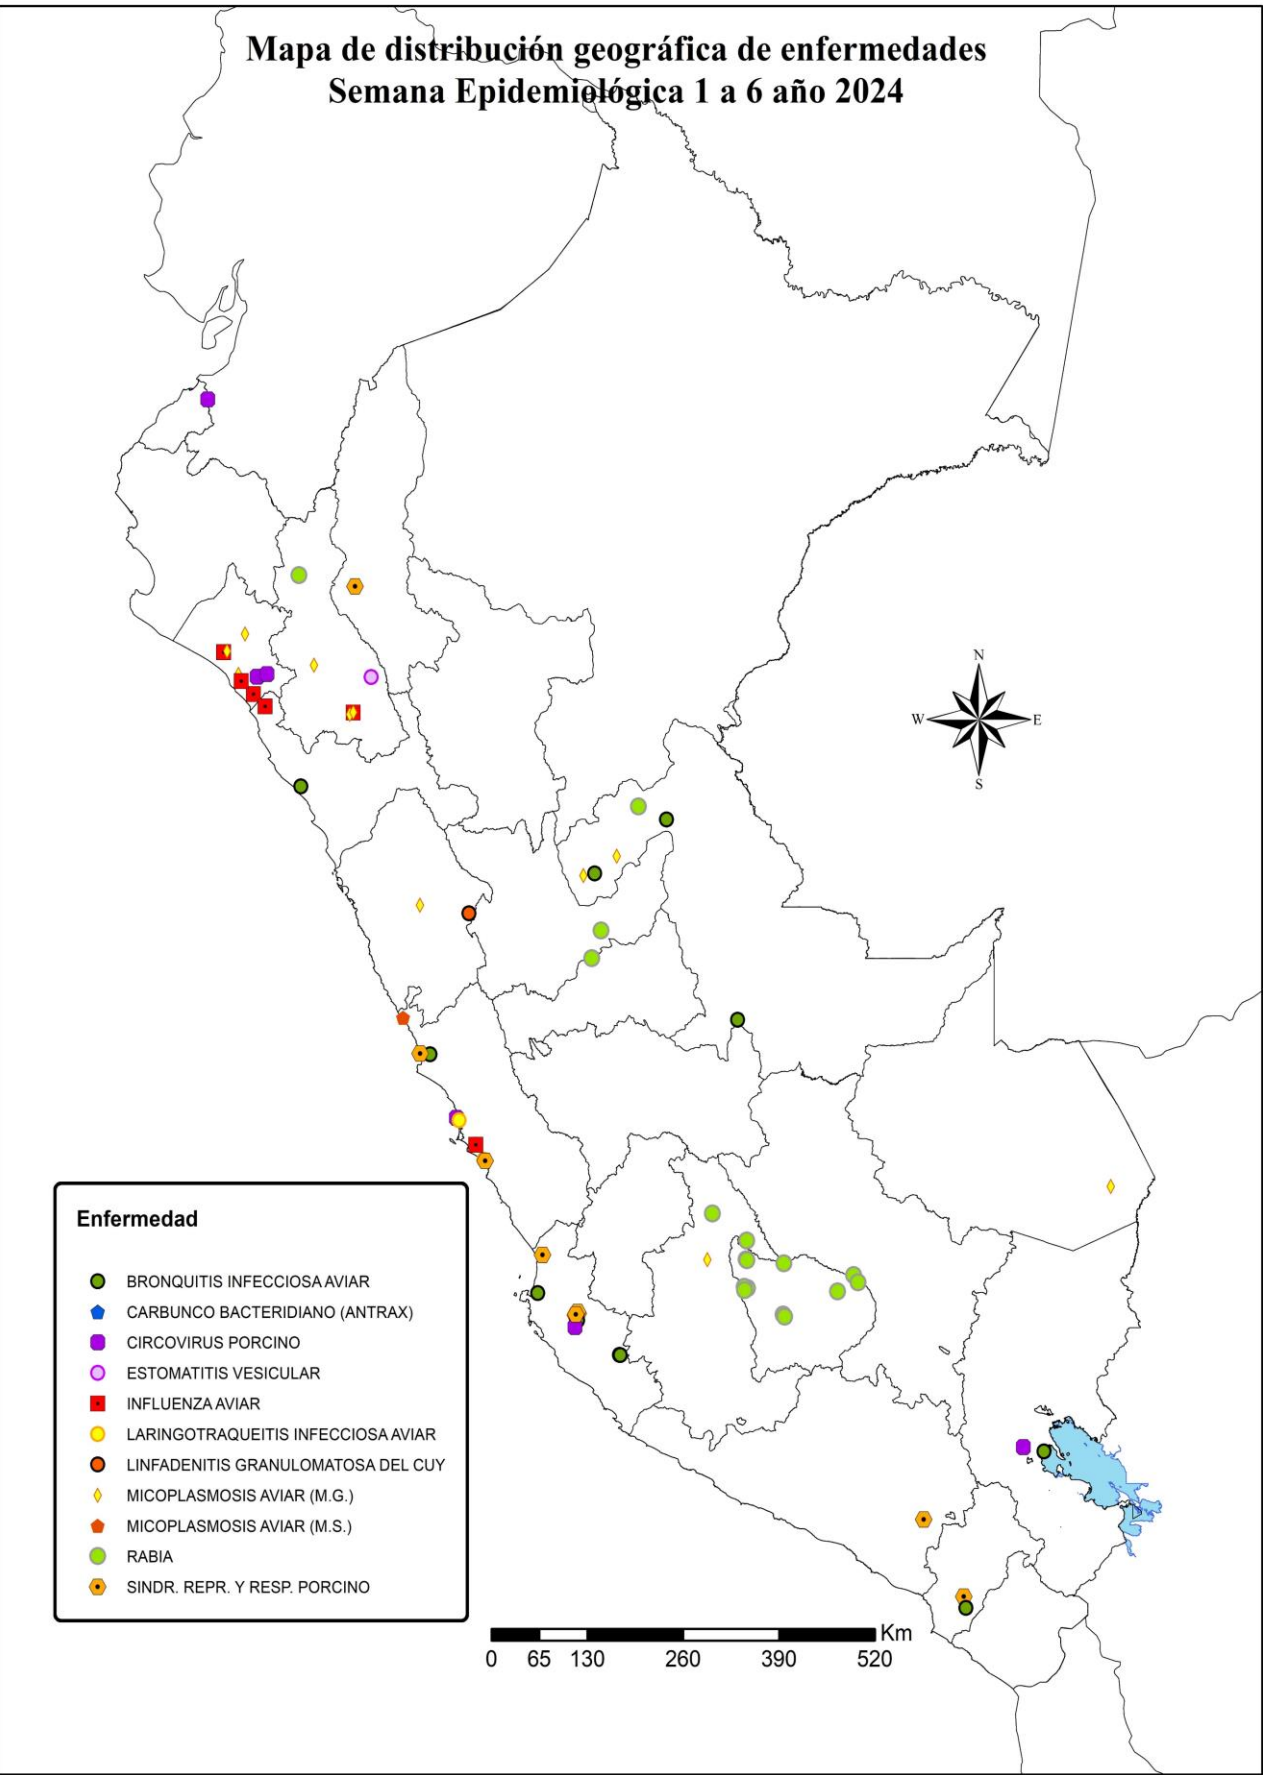 Mapa de distribución geográfica de enfermedades
Semana Epidemiológica 1 a 6 año 2024
N
W
E
S
Enfermedad
BRONQUITIS INFECCIOSA AVIAR
CARBUNCO BACTERIDIANO (ANTRAX)
CIRCOVIRUS PORCINO
ESTOMATITIS VESICULAR
INFLUENZA AVIAR
LARINGOTRAQUEITIS INFECCIOSA AVIAR
LINFADENITIS GRANULOMATOSA DEL CUY
MICOPLASMOSIS AVIAR (M.G.)
MICOPLASMOSIS AVIAR (M.S.)
RABIA
SINDR. REPR. Y RESP. PORCINO
Km
0 65 130 260 390 520